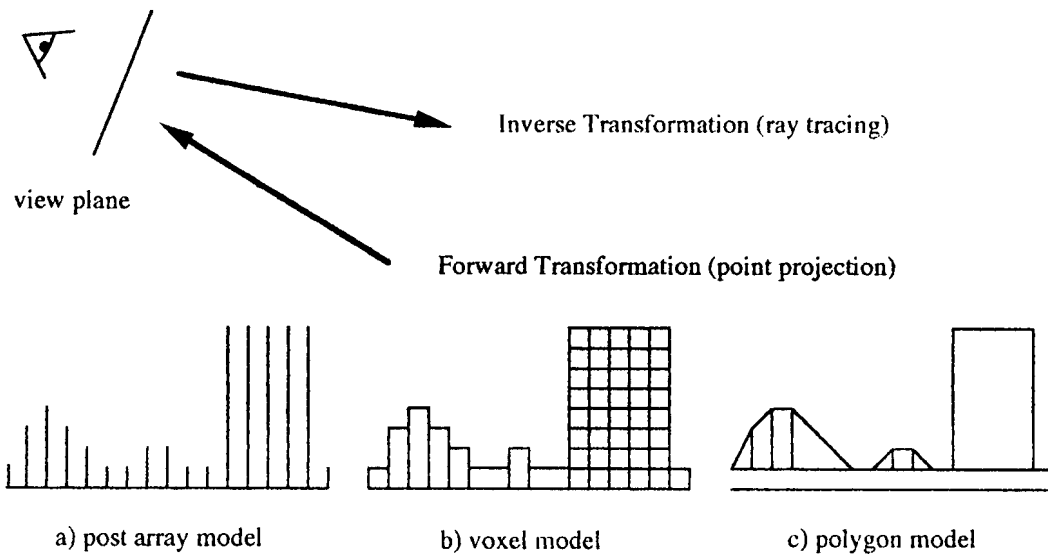 Inverse Transformation (ray tracing)
view plane
Forward Transformation (point projection)
a) post array model
b) voxel model
c) polygon model